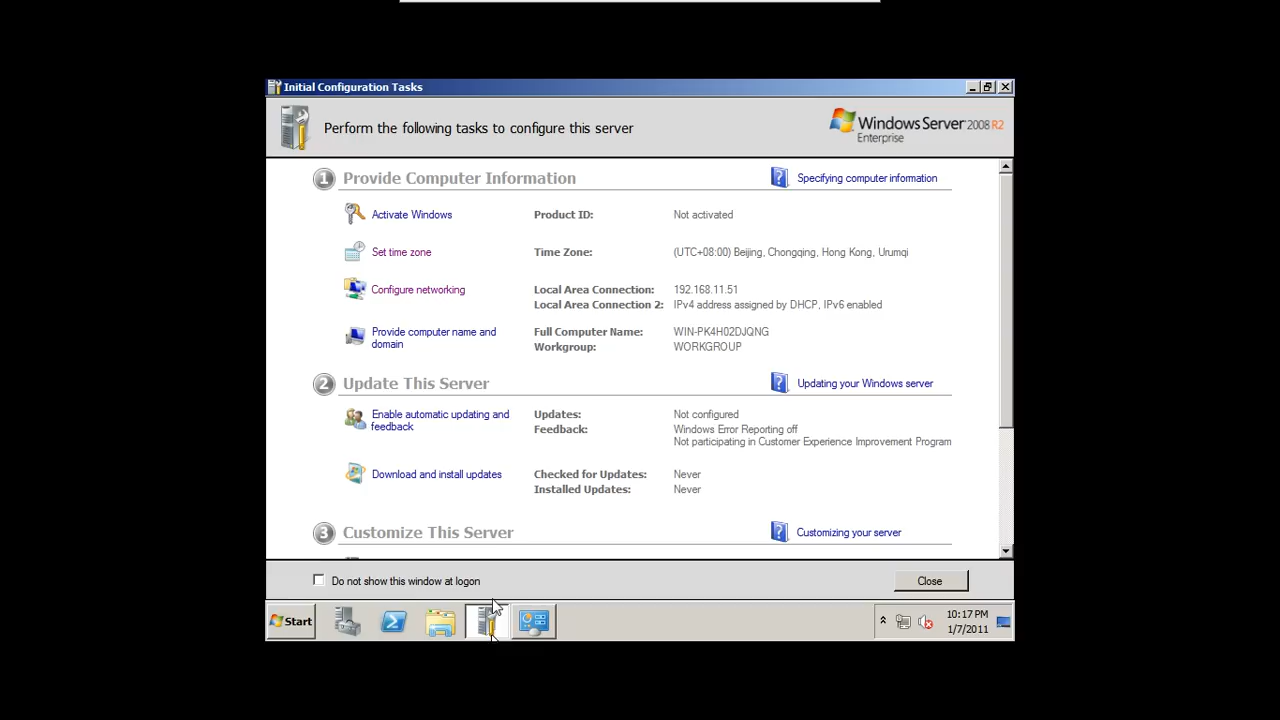 Initial Configuration Tasks
Perform the following tasks to configure this server
Windows Server 2008 R2
Enterprise
1 Provide Computer Information
Specifying computer information
Activate Windows Product ID: Not activated
Set time zone Time Zone: (UTC+08:00) Beijing, Chongqing, Hong Kong, Urumqi
Configure networking Local Area Connection: 192.168.11.51
Local Area Connection 2: IPv4 address assigned by DHCP, IPv6 enabled
Provide computer name and Full Computer Name: WIN-PK4H02DJQNG
domain Workgroup: WORKGROUP
2 Update This Server
Updating your Windows server
Enable automatic updating and Updates: Not configured
feedback Feedback: Windows Error Reporting off
Not participating in Customer Experience Improvement Program
Download and install updates Checked for Updates: Never
Installed Updates: Never
3 Customize This Server
Customizing your server
Do not show this window at logon
Close
Start
10:17 PM
1/7/2011